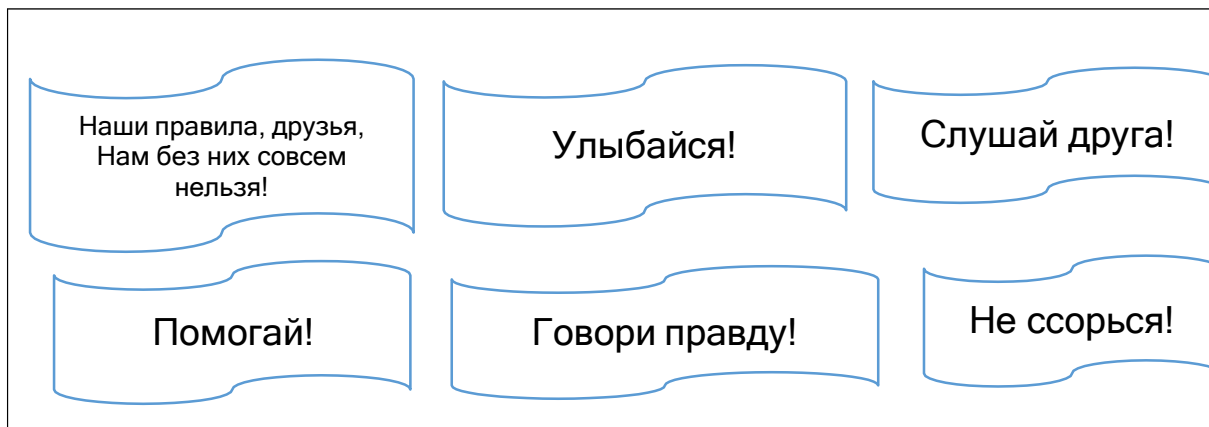 Наши правила, друзья,
Нам без них совсем
нельзя!
Улыбайся!
Слушай друга!
Помогай!
Говори правду!
Не ссорься!